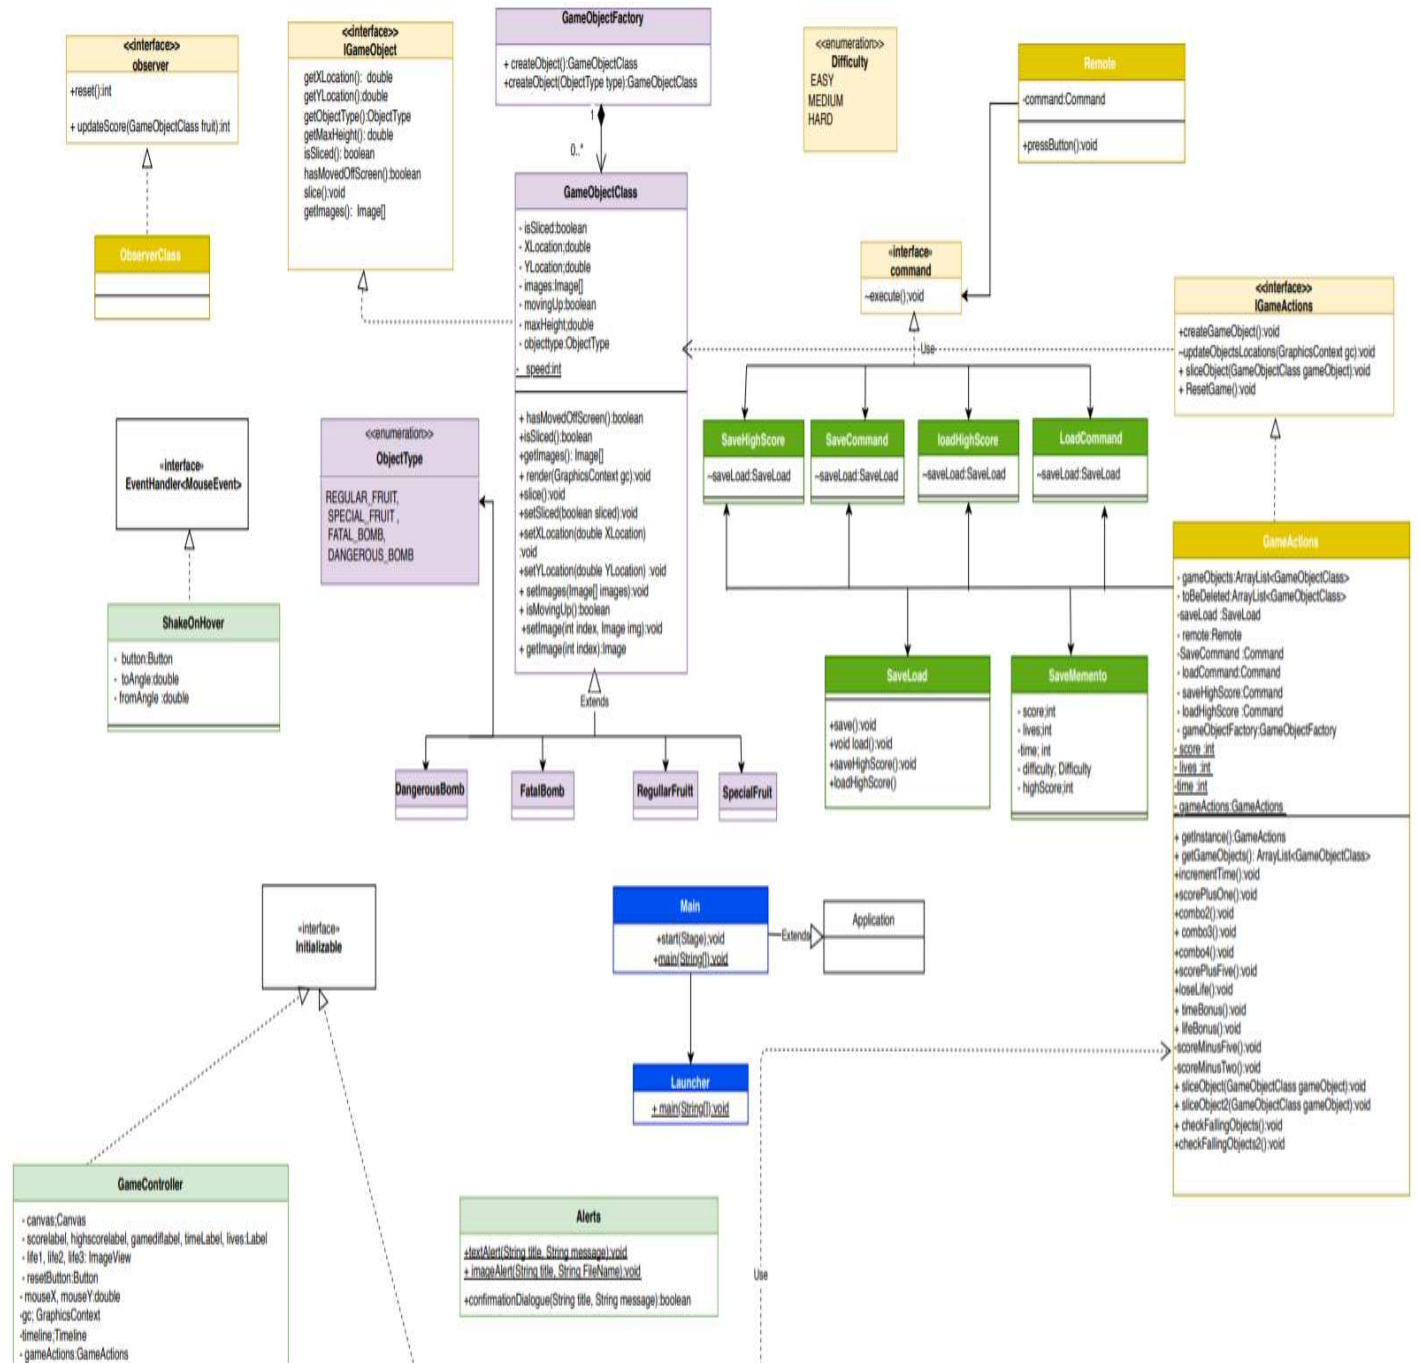 <<interface>>
observer
+reset():int
+ updateScore(GameObjectClass fruit):int
ObserverClass
<<interface>>
IGameObject
getXLocation(): double
getYLocation():double
getObjectType():ObjectType
getMaxHeight(): double
isSliced(): boolean
hasMovedOffScreen():boolean
slice():void
getImages(): Image[]
GameObjectFactory
+ createObject():GameObjectClass
+createObject(ObjectType type):GameObjectClass
1
0..*
GameObjectClass
- isSliced:boolean
- XLocation;double
- YLocation;double
- images:Image[]
- movingUp:boolean
- maxHeight;double
- objecttype:ObjectType
- speed:int
+ hasMovedOffScreen():boolean
+isSliced():boolean
+getImages(): Image[]
+ render(GraphicsContext gc):void
+slice():void
+setSliced(boolean sliced):void
+setXLocation(double XLocation)
:void
+setYLocation(double YLocation) :void
+ setImages(Image[] images):void
+ isMovingUp():boolean
+setImage(int index, Image img):void
+ getImage(int index):Image
<<enumeration>>
Difficulty
EASY
MEDIUM
HARD
Remote
-command:Command
+pressButton():void
«interface»
command
~execute();void
Use
<<interface>>
IGameActions
+createGameObject():void
~updateObjectsLocations(GraphicsContext gc):void
+ sliceObject(GameObjectClass gameObject):void
+ ResetGame():void
«interface»
EventHandler<MouseEvent>
<<enumeration>>
ObjectType
REGULAR_FRUIT,
SPECIAL_FRUIT ,
FATAL_BOMB,
DANGEROUS_BOMB
SaveHighScore
~saveLoad:SaveLoad
SaveCommand
~saveLoad:SaveLoad
loadHighScore
~saveLoad:SaveLoad
LoadCommand
~saveLoad:SaveLoad
ShakeOnHover
- button:Button
- toAngle:double
- fromAngle :double
Extends
DangerousBomb
FatalBomb
RegullarFruitt
SpecialFruit
SaveLoad
+save():void
+void load():void
+saveHighScore():void
+loadHighScore()
SaveMemento
- score;int
- lives;int
-time; int
- difficulty; Difficulty
- highScore;int
GameActions
- gameObjects:ArrayList<GameObjectClass>
- toBeDeleted:ArrayList<GameObjectClass>
-saveLoad :SaveLoad
- remote:Remote
-SaveCommand :Command
- loadCommand:Command
- saveHighScore:Command
- loadHighScore :Command
- gameObjectFactory:GameObjectFactory
- score :int
- lives :int
-time :int
- gameActions:GameActions
+ getInstance():GameActions
+ getGameObjects(): ArrayList<GameObjectClass>
+incrementTime():void
+scorePlusOne():void
+combo2():void
+ combo3():void
+combo4():void
+scorePlusFive():void
+loseLife():void
+ timeBonus():void
+ lifeBonus():void
-scoreMinusFive():void
-scoreMinusTwo():void
+ sliceObject(GameObjectClass gameObject):void
+ sliceObject2(GameObjectClass gameObject):void
+ checkFallingObjects():void
+checkFallingObjects2():void
«interface»
Initializable
Main
+start(Stage);void
+main(String[]);void
Extends
Application
Launcher
+ main(String[]):void
GameController
- canvas;Canvas
- scorelabel, highscorelabel, gamediflabel, timeLabel, lives:Label
- life1, life2, life3: ImageView
- resetButton:Button
- mouseX, mouseY:double
-gc; GraphicsContext
-timeline;Timeline
- gameActions:GameActions
Alerts
+textAlert(String title, String message):void
+ imageAlert(String title, String FileName):void
+confirmationDialogue(String title, String message):boolean
Use